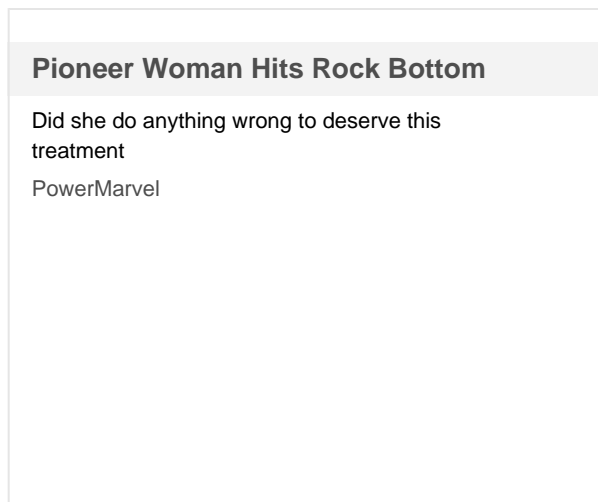 Pioneer Woman Hits Rock Bottom
Did she do anything wrong to deserve this
treatment
PowerMarvel